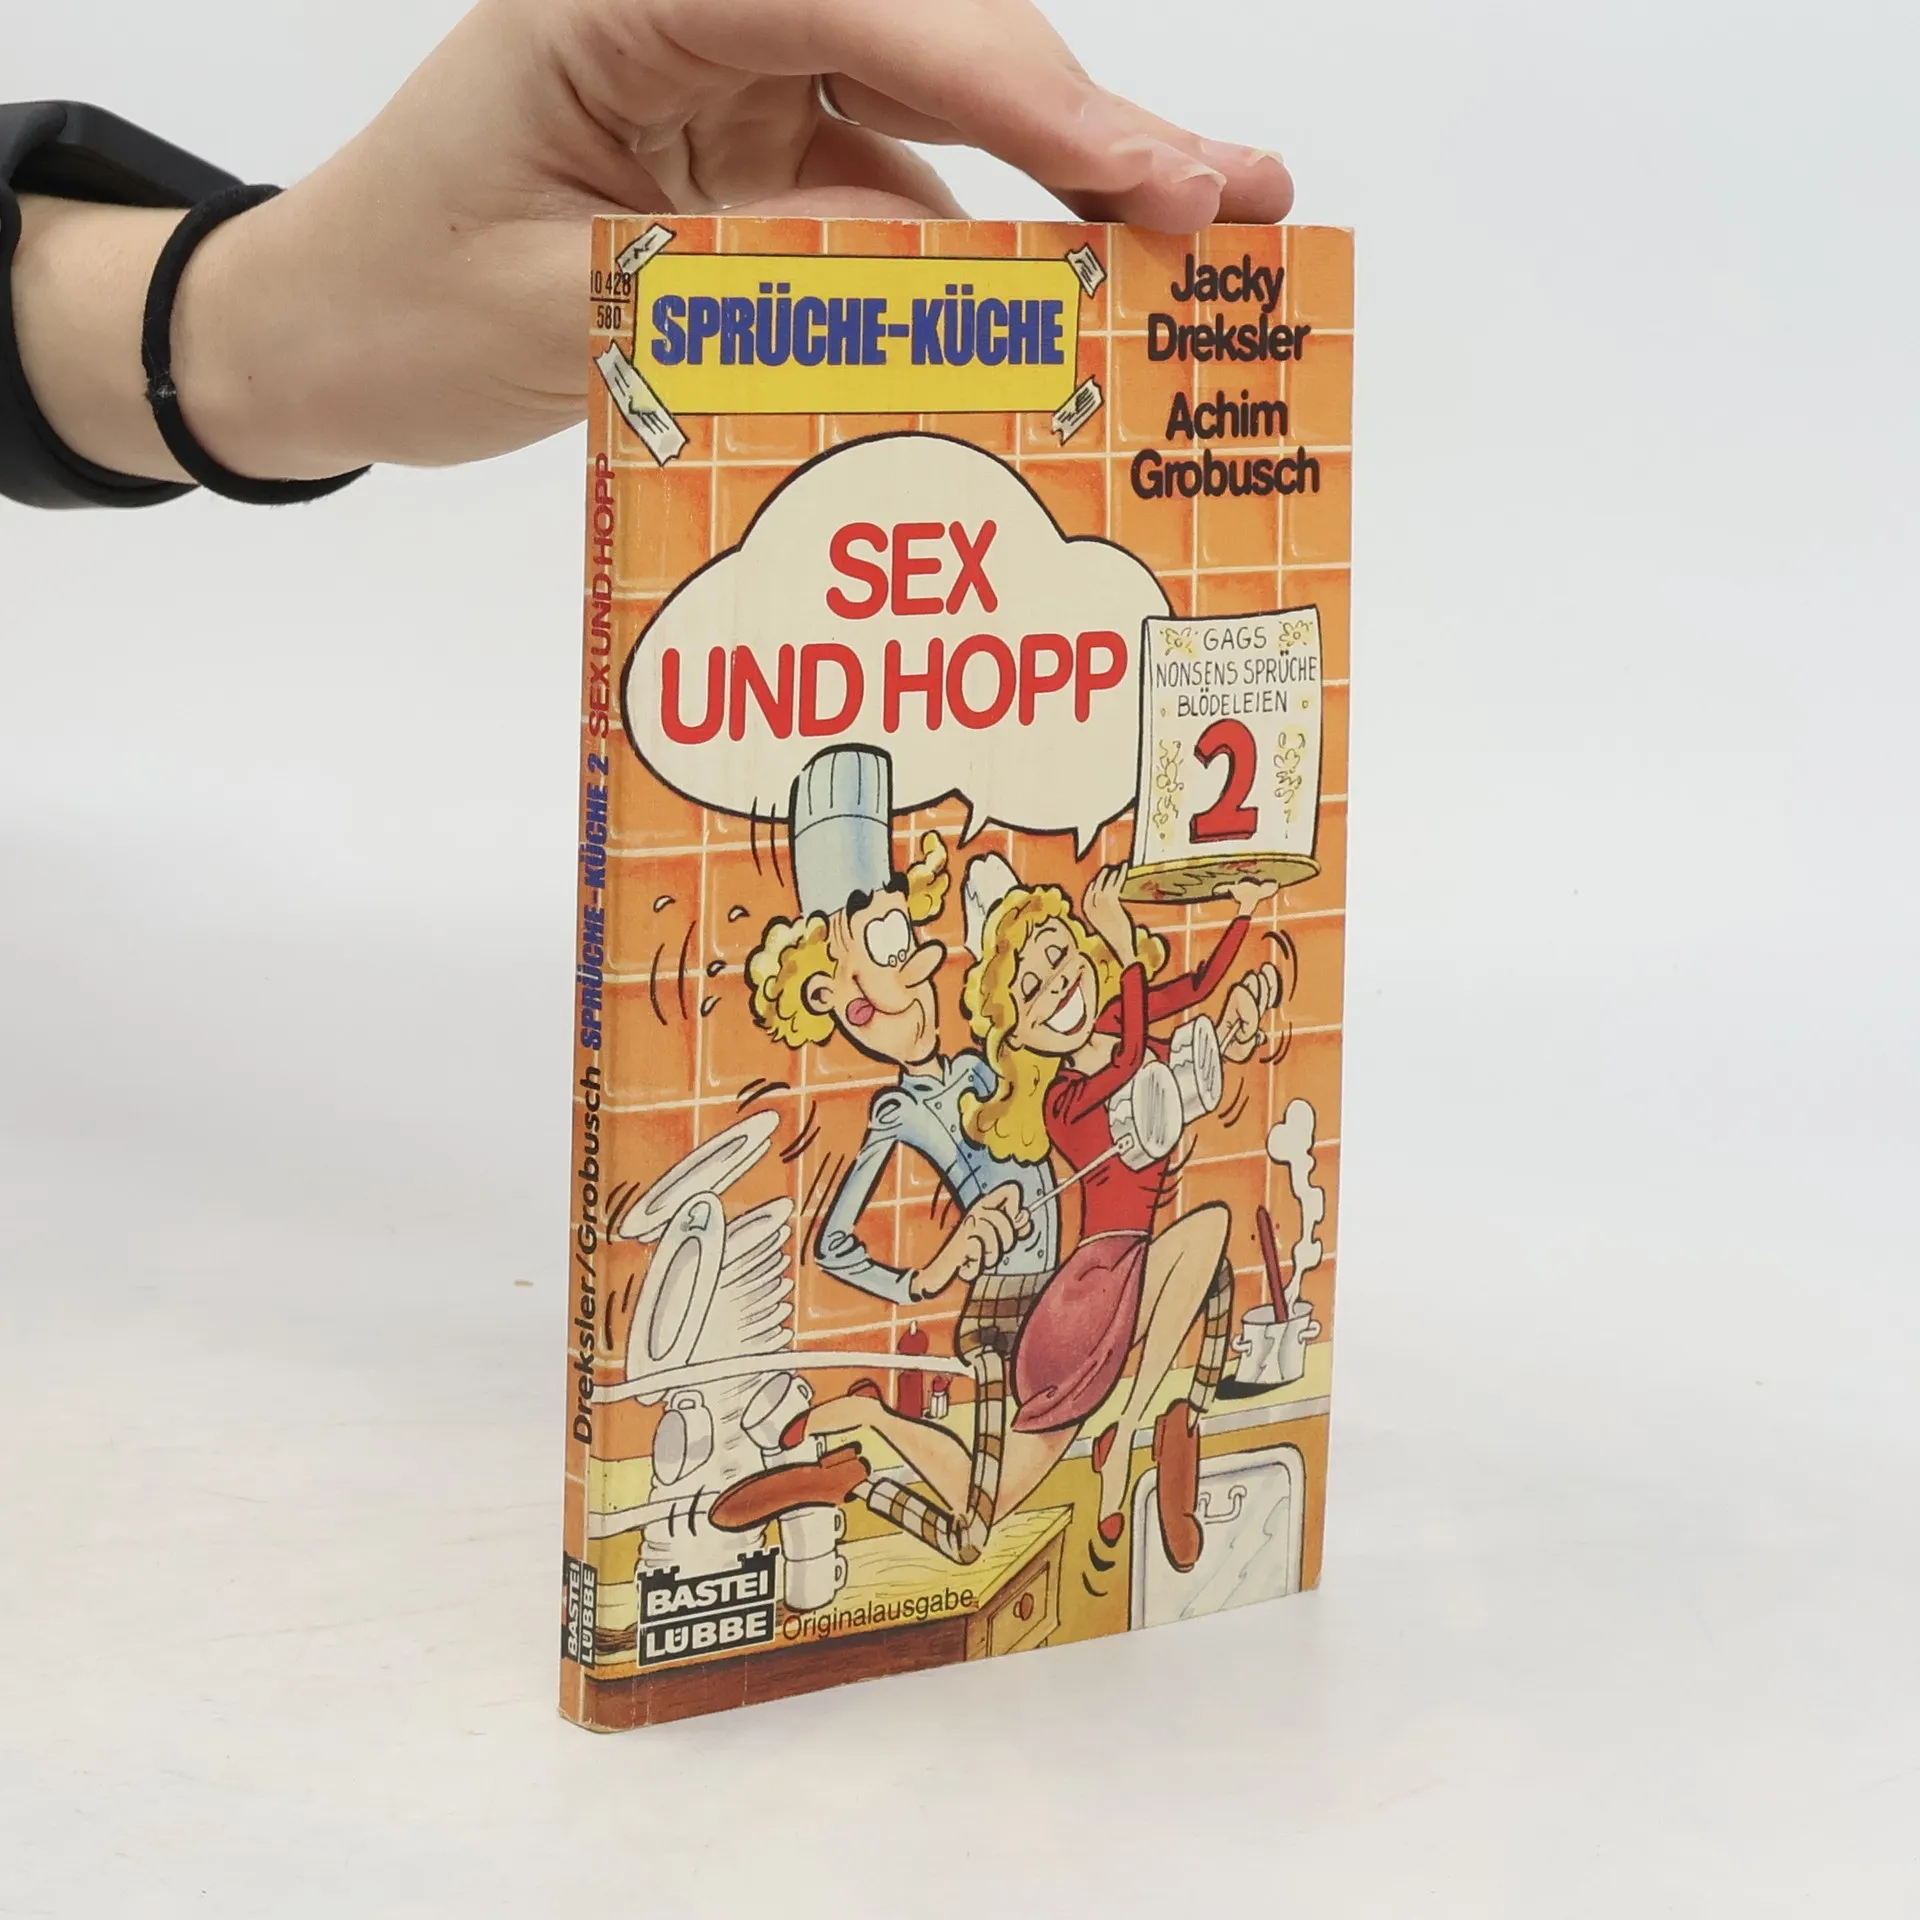 10 428
580
SPRÜCHE-KÜCHE
Jacky
Dreksler
Achim
Grobusch
SEX
UND HOPP
GAGS
NONSENS SPRÜCHE
BLÖDELEIEN
2
BASTEI
LÜBBE
Originalausgabe
Dreksler/Grobusch SPRÜCHE-KÜCHE 2 SEX UND HOPP
BASTEI
LÜBBE